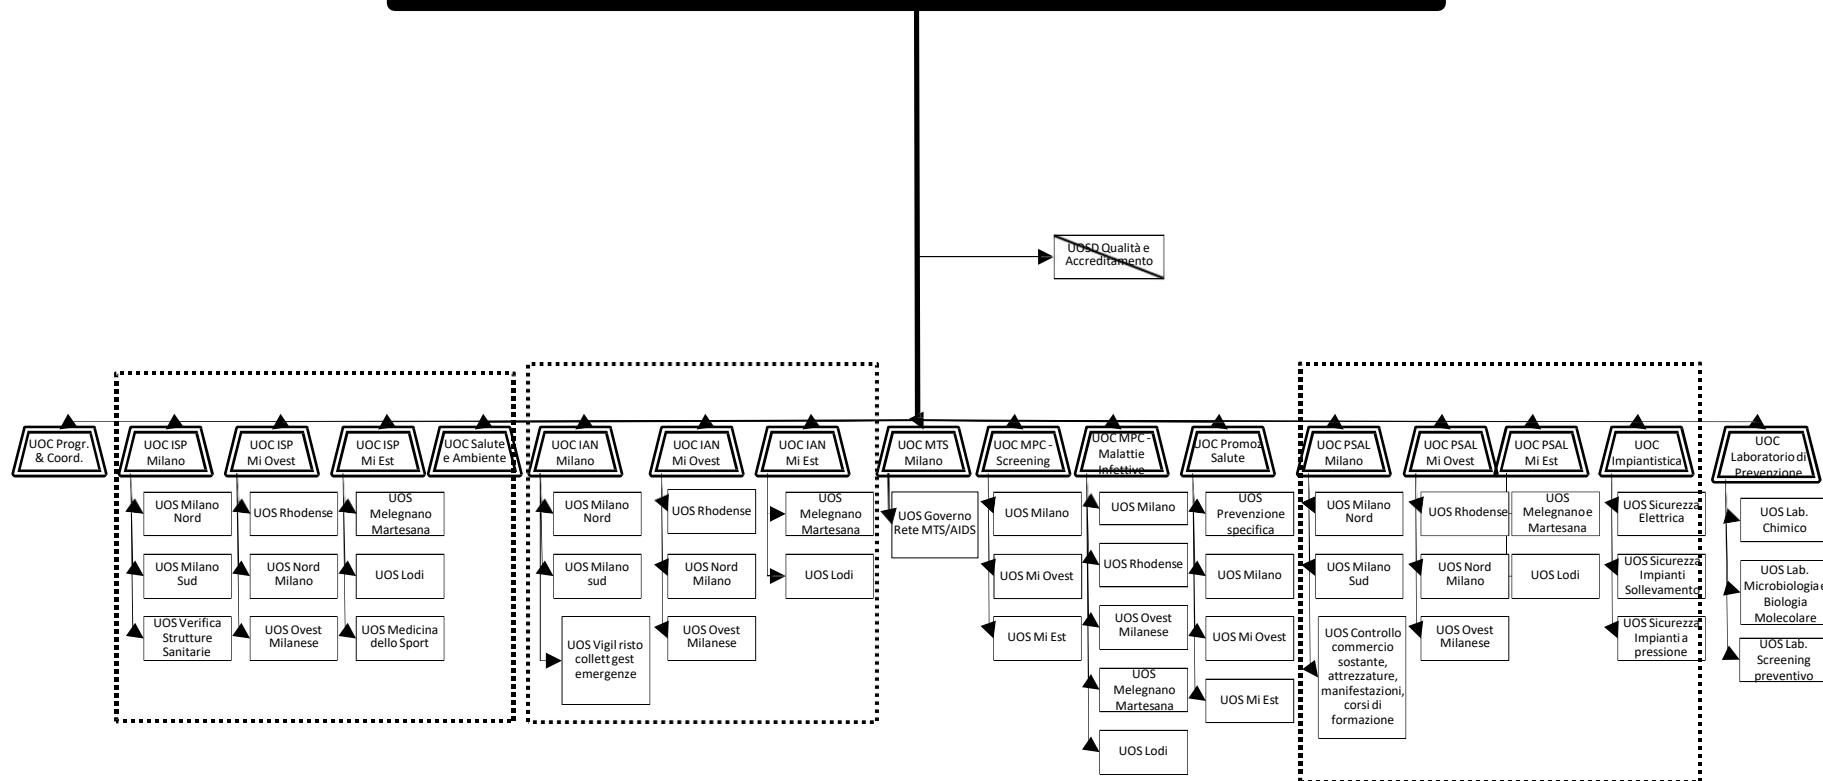 UOSD Qualità e
Accreditamento
UOC Progr.
& Coord.
UOC ISP
Milano
UOS Milano
Nord
UOS Milano
Sud
UOS Verifica
Strutture
Sanitarie
UOC ISP
Mi Ovest
UOS Rhodense
UOS Nord
Milano
UOS Ovest
Milanese
UOC ISP
Mi Est
UOS
Melegnano
Martesana
UOS Lodi
UOS Medicina
dello Sport
UOC Salute
e Ambiente
UOC IAN
Milano
UOS Milano
Nord
UOS Milano
sud
UOS Vigil risto
collett gest
emergenze
UOC IAN
Mi Ovest
UOS Rhodense
UOS Nord
Milano
UOS Ovest
Milanese
UOC IAN
Mi Est
UOS
Melegnano
Martesana
UOS Lodi
UOC MTS
Milano
UOS Governo
Rete MTS/AIDS
UOC MPC -
Screening
UOS Milano
UOS Mi Ovest
UOS Mi Est
UOC MPC -
Malattie
Infettive
UOS Milano
UOS Rhodense
UOS Ovest
Milanese
UOS
Melegnano
Martesana
UOS Lodi
UOC Promoz
Salute
UOS
Prevenzione
specifica
UOS Milano
UOS Mi Ovest
UOS Mi Est
UOC PSAL
Milano
UOS Milano
Nord
UOS Milano
Sud
UOS Controllo
commercio
sostante,
attrezzature,
manifestazioni,
corsi di
formazione
UOC PSAL
Mi Ovest
UOS Rhodense
UOS Nord
Milano
UOS Ovest
Milanese
UOC PSAL
Mi Est
UOS
Melegnano e
Martesana
UOS Lodi
UOC
Impiantistica
UOS Sicurezza
Elettrica
UOS Sicurezza
Impianti
Sollevamento
UOS Sicurezza
Impianti a
pressione
UOC
Laboratorio di
Prevenzione
UOS Lab.
Chimico
UOS Lab.
Microbiologia e
Biologia
Molecolare
UOS Lab.
Screening
preventivo